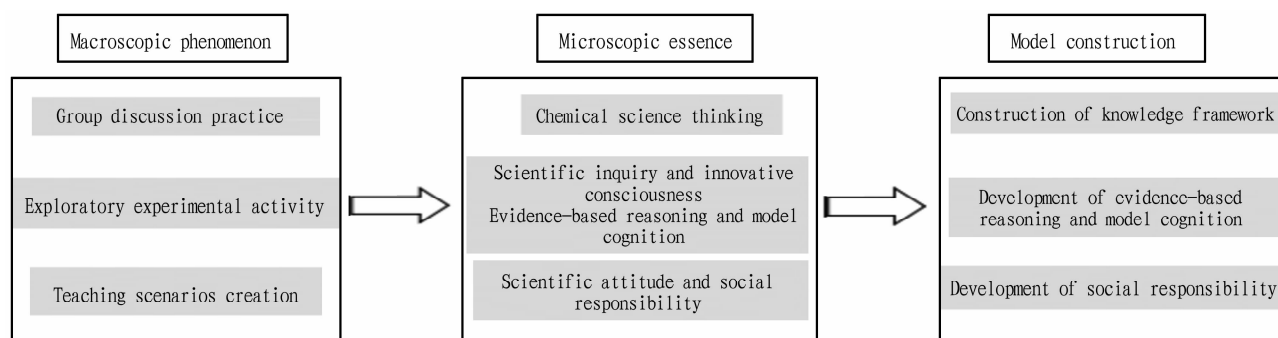 Macroscopic phenomenon
Microscopic essence
Model construction
Group discussion practice
Exploratory experimental activity
Teaching scenarios creation
Chemical science thinking
Scientific inquiry and innovative
consciousness
Evidence-based reasoning and model
cognition
Scientific attitude and social
responsibility
Construction of knowledge framework
Development of evidence-based
reasoning and model cognition
Development of social responsibility